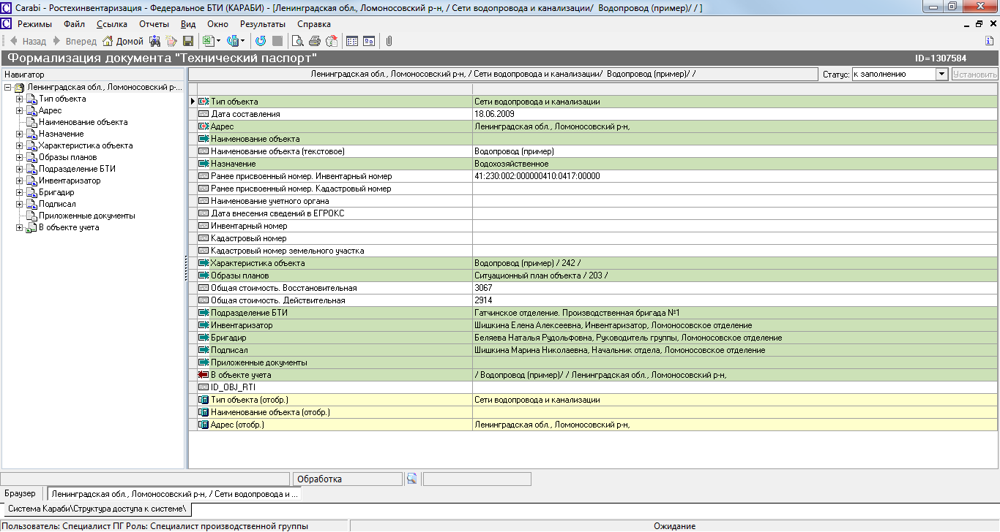 Carabi - Ростехинвентаризация - Федеральное БТИ (КАРАБИ) - [Ленинградская обл., Ломоносовский р-н, / Сети водопровода и канализации/ Водопровод (пример)/ / ]
Режимы Файл Ссылка Отчеты Вид Окно Результаты Справка
Назад Вперед Домой
Формализация документа "Технический паспорт" ID=1307584
Навигатор
Ленинградская обл., Ломоносовский р-...
Тип объекта
Адрес
Наименование объекта
Назначение
Характеристика объекта
Образы планов
Подразделение БТИ
Инвентаризатор
Бригадир
Подписал
Приложенные документы
В объекте учета
Ленинградская обл., Ломоносовский р-н, / Сети водопровода и канализации/ Водопровод (пример)/ / Статус: к заполнению Установить
Тип объекта Сети водопровода и канализации
Дата составления 18.06.2009
Адрес Ленинградская обл., Ломоносовский р-н,
Наименование объекта
Наименование объекта (текстовое) Водопровод (пример)
Назначение Водохозяйственное
Ранее присвоенный номер. Инвентарный номер 41:230:002:000000410:0417:00000
Ранее присвоенный номер. Кадастровый номер
Наименование учетного органа
Дата внесения сведений в ЕГРОКС
Инвентарный номер
Кадастровый номер
Кадастровый номер земельного участка
Характеристика объекта Водопровод (пример) / 242 /
Образы планов Ситуационный план объекта / 203 /
Общая стоимость. Восстановительная 3067
Общая стоимость. Действительная 2914
Подразделение БТИ Гатчинское отделение. Производственная бригада №1
Инвентаризатор Шишкина Елена Алексеевна, Инвентаризатор, Ломоносовское отделение
Бригадир Беляева Наталья Рудольфовна, Руководитель группы, Ломоносовское отделение
Подписал Шишкина Марина Николаевна, Начальник отдела, Ломоносовское отделение
Приложенные документы
В объекте учета / Водопровод (пример)/ / Ленинградская обл., Ломоносовский р-н,
ID_OBJ_RTI
Тип объекта (отобр.) Сети водопровода и канализации
Наименование объекта (отобр.)
Адрес (отобр.) Ленинградская обл., Ломоносовский р-н,
Обработка
Браузер Ленинградская обл., Ломоносовский р-н, / Сети водопровода и ...
Система Караби\Структура доступа к системе\
Пользователь: Специалист ПГ Роль: Специалист производственной группы Ожидание